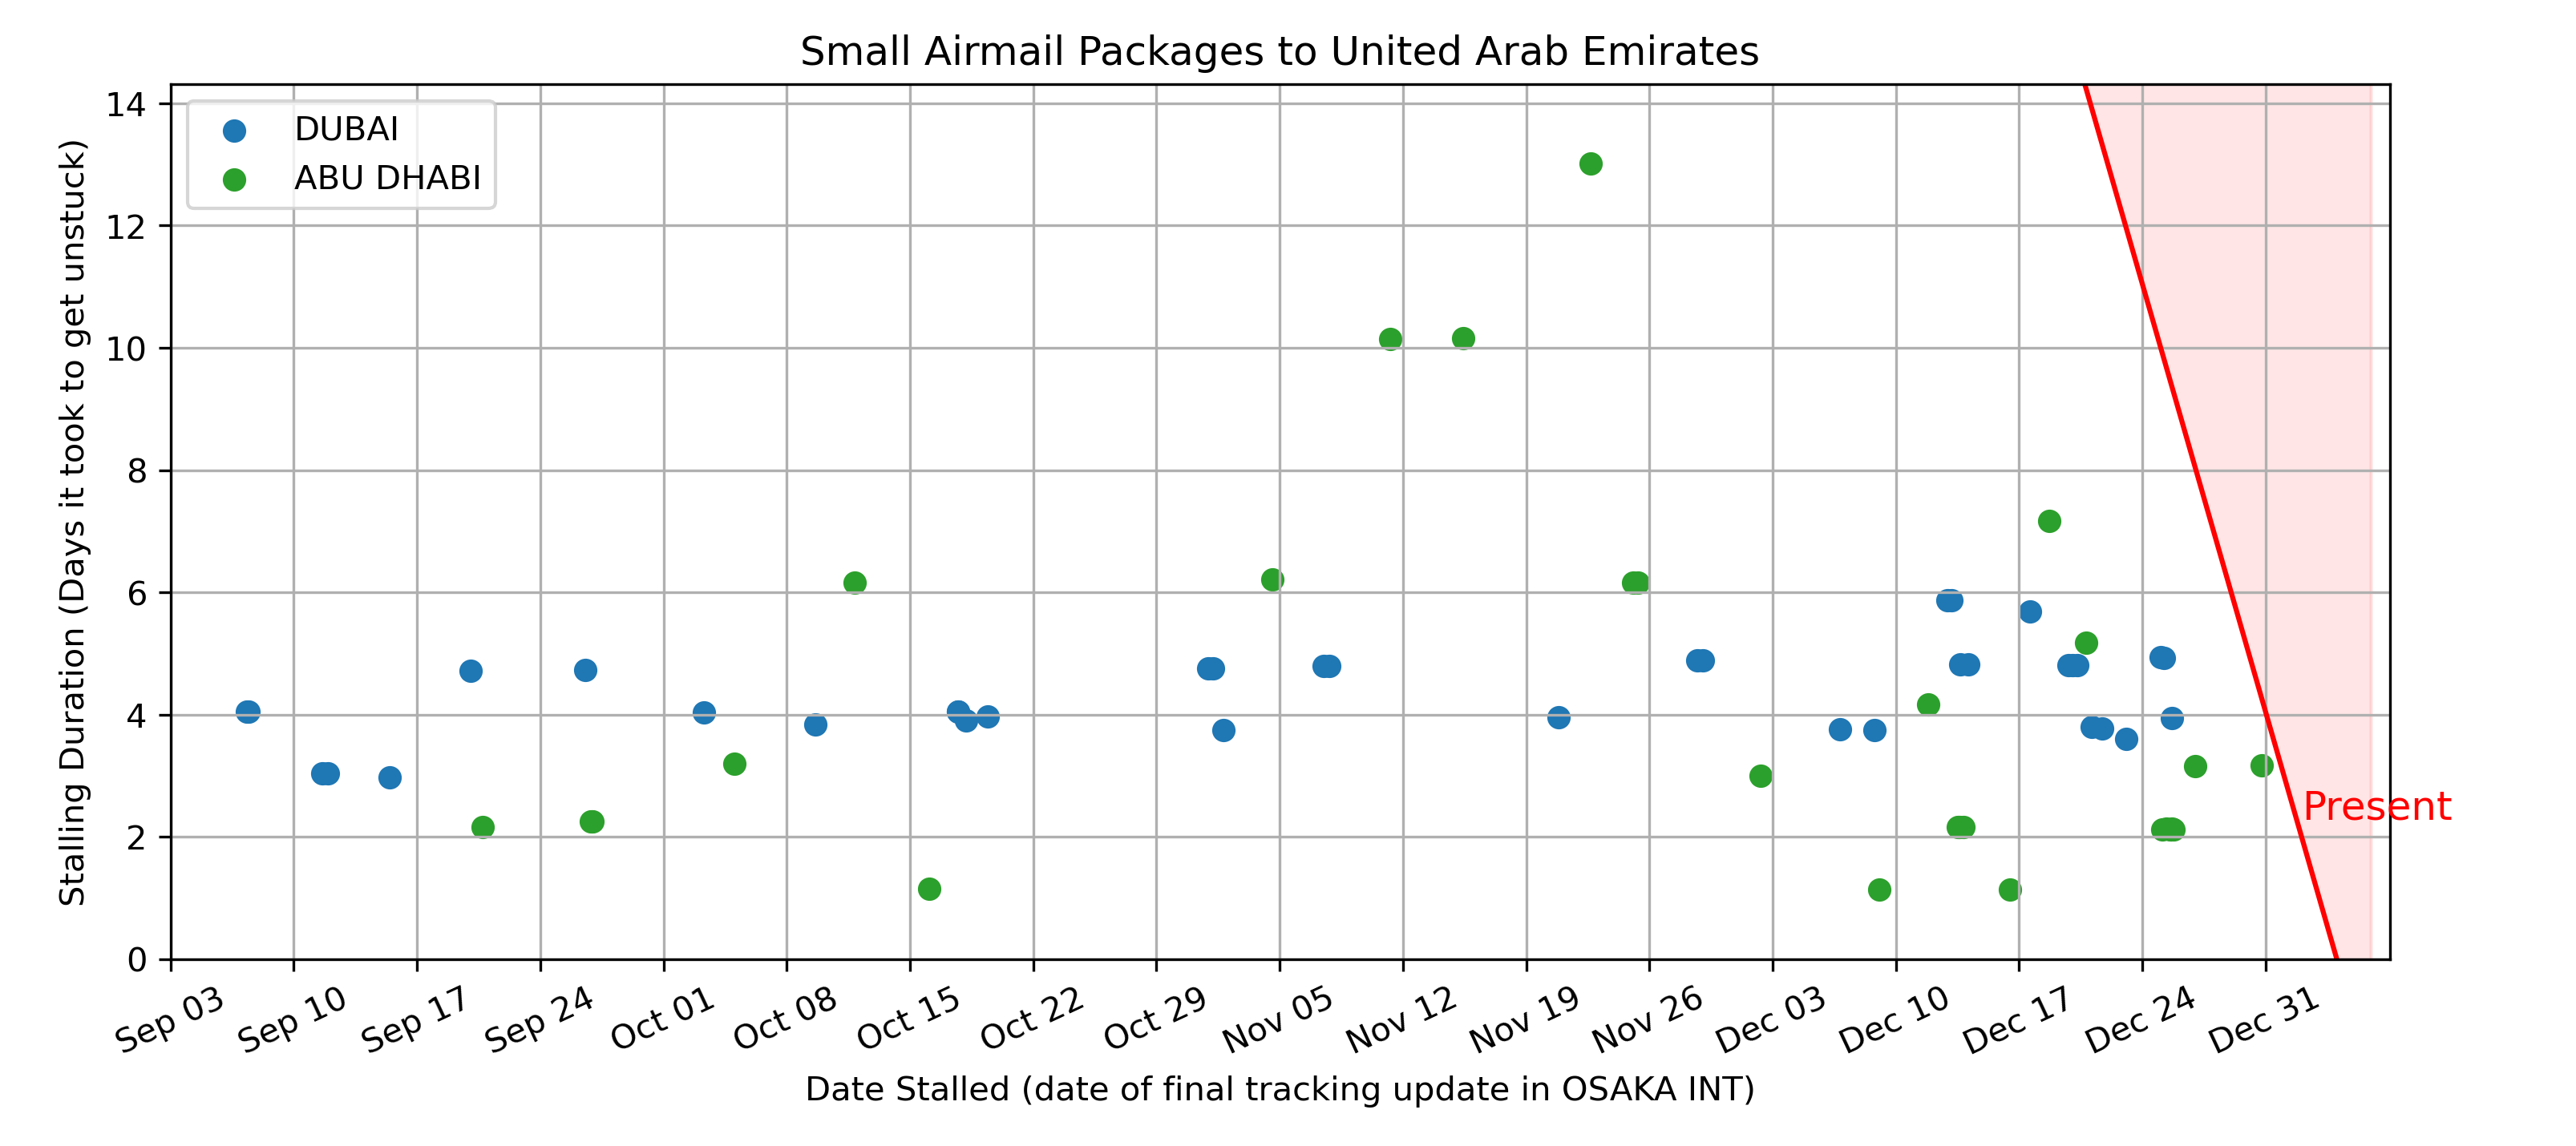 Small Airmail Packages to United Arab Emirates
DUBAI
ABU DHABI
Stalling Duration (Days it took to get unstuck)
14
12
10
8
6
4
2
0
Present
Sep 03
Sep 10
Sep 17
Sep 24
Oct 01
Oct 08
Oct 15
Oct 22
Oct 29
Nov 05
Nov 12
Nov 19
Nov 26
Dec 03
Dec 10
Dec 17
Dec 24
Dec 31
Date Stalled (date of final tracking update in OSAKA INT)